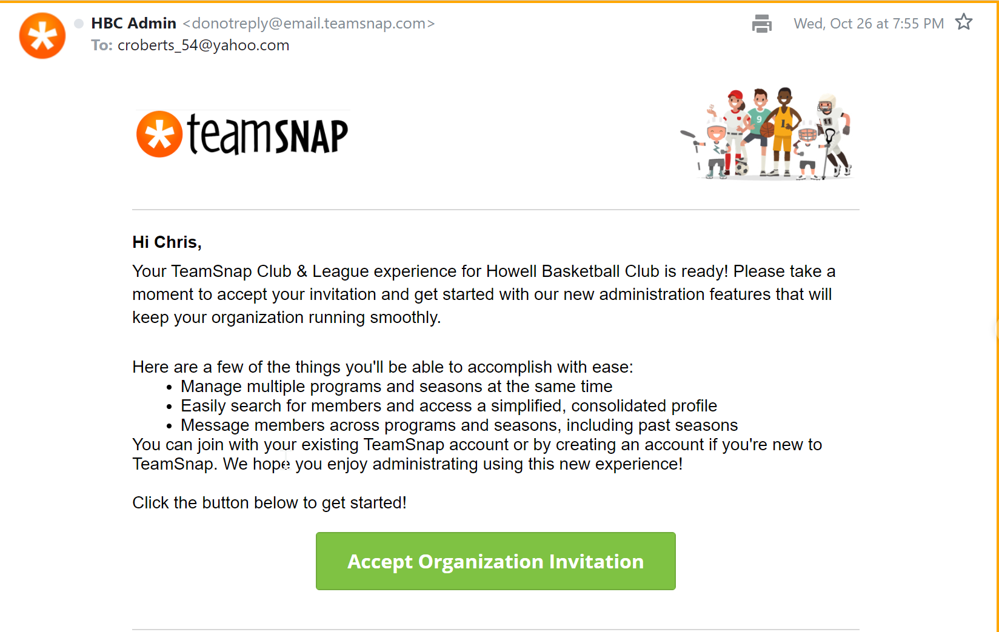 HBC Admin <donotreply@email.teamsnap.com>
Wed, Oct 26 at 7:55 PM
To: croberts_54@yahoo.com
teamSNAP
9
1
11
Hi Chris,
Your TeamSnap Club & League experience for Howell Basketball Club is ready! Please take a
moment to accept your invitation and get started with our new administration features that will
keep your organization running smoothly.
Here are a few of the things you'll be able to accomplish with ease:
• Manage multiple programs and seasons at the same time
• Easily search for members and access a simplified, consolidated profile
• Message members across programs and seasons, including past seasons
You can join with your existing TeamSnap account or by creating an account if you're new to
TeamSnap. We hope you enjoy administrating using this new experience!
Click the button below to get started!
Accept Organization Invitation